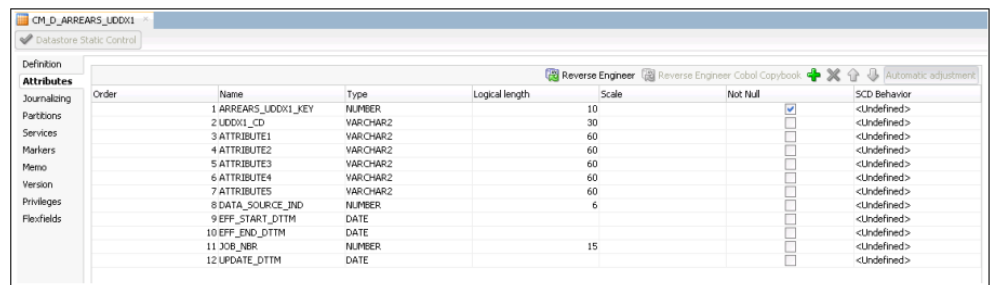 CM_D_ARREARS_UDDX1
Datastore Static Control
Definition
Attributes
Journalizing
Partitions
Services
Markers
Memo
Version
Privileges
Flexfields
Reverse Engineer Reverse Engineer Cobol Copybook Automatic adjustment
Order Name Type Logical length Scale Not Null SCD Behavior
1 ARREARS_UDDX1_KEY NUMBER 10 <Undefined>
2 UDDX1_CD VARCHAR2 30 <Undefined>
3 ATTRIBUTE1 VARCHAR2 60 <Undefined>
4 ATTRIBUTE2 VARCHAR2 60 <Undefined>
5 ATTRIBUTE3 VARCHAR2 60 <Undefined>
6 ATTRIBUTE4 VARCHAR2 60 <Undefined>
7 ATTRIBUTE5 VARCHAR2 60 <Undefined>
8 DATA_SOURCE_IND NUMBER 6 <Undefined>
9 EFF_START_DTTM DATE <Undefined>
10 EFF_END_DTTM DATE <Undefined>
11 JOB_NBR NUMBER 15 <Undefined>
12 UPDATE_DTTM DATE <Undefined>